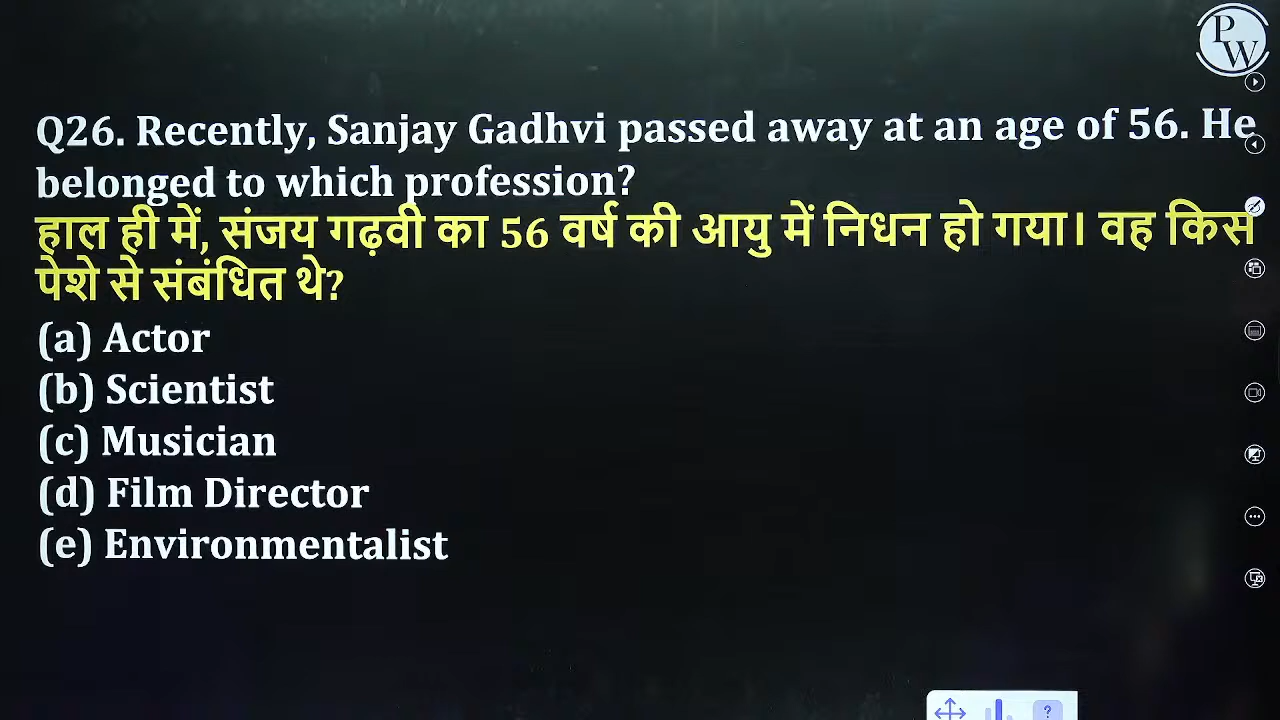 PW
Q26. Recently, Sanjay Gadhvi passed away at an age of 56. He
belonged to which profession?
हाल ही में, संजय गढ़वी का 56 वर्ष की आयु में निधन हो गया। वह किस
पेशे से संबंधित थे?
(a) Actor
(b) Scientist
(c) Musician
(d) Film Director
(e) Environmentalist
?